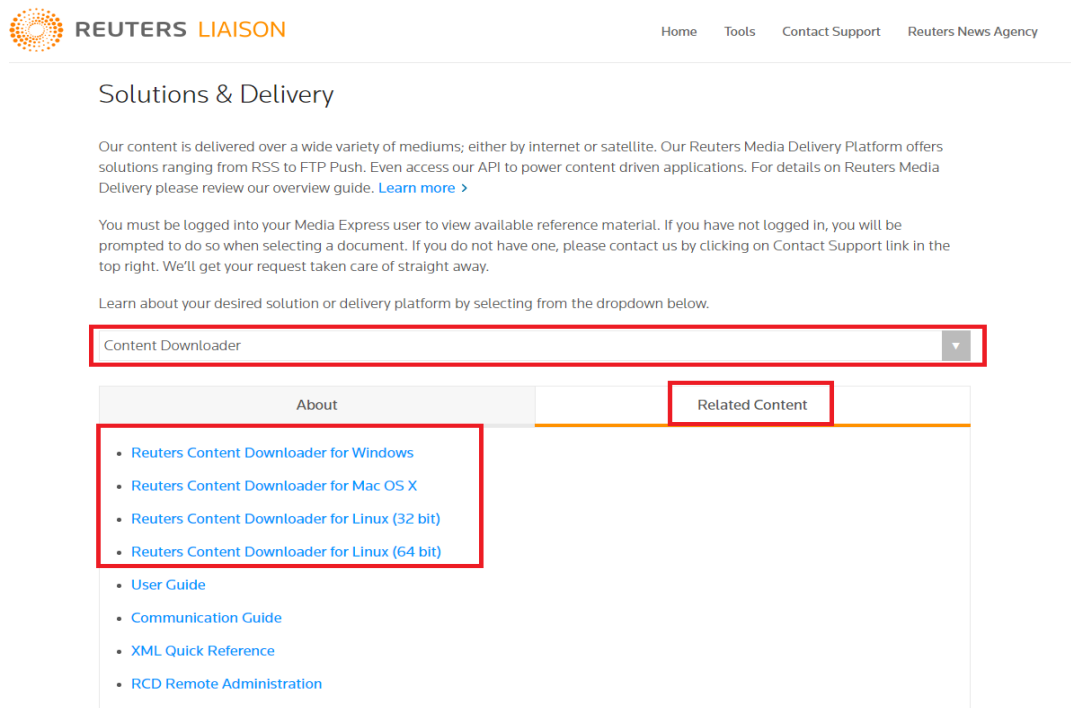 REUTERS LIAISON
Home Tools Contact Support Reuters News Agency
Solutions & Delivery
Our content is delivered over a wide variety of mediums; either by internet or satellite. Our Reuters Media Delivery Platform offers
solutions ranging from RSS to FTP Push. Even access our API to power content driven applications. For details on Reuters Media
Delivery please review our overview guide. Learn more >
You must be logged into your Media Express user to view available reference material. If you have not logged in, you will be
prompted to do so when selecting a document. If you do not have one, please contact us by clicking on Contact Support link in the
top right. We’ll get your request taken care of straight away.
Learn about your desired solution or delivery platform by selecting from the dropdown below.
Content Downloader
About Related Content
• Reuters Content Downloader for Windows
• Reuters Content Downloader for Mac OS X
• Reuters Content Downloader for Linux (32 bit)
• Reuters Content Downloader for Linux (64 bit)
• User Guide
• Communication Guide
• XML Quick Reference
• RCD Remote Administration